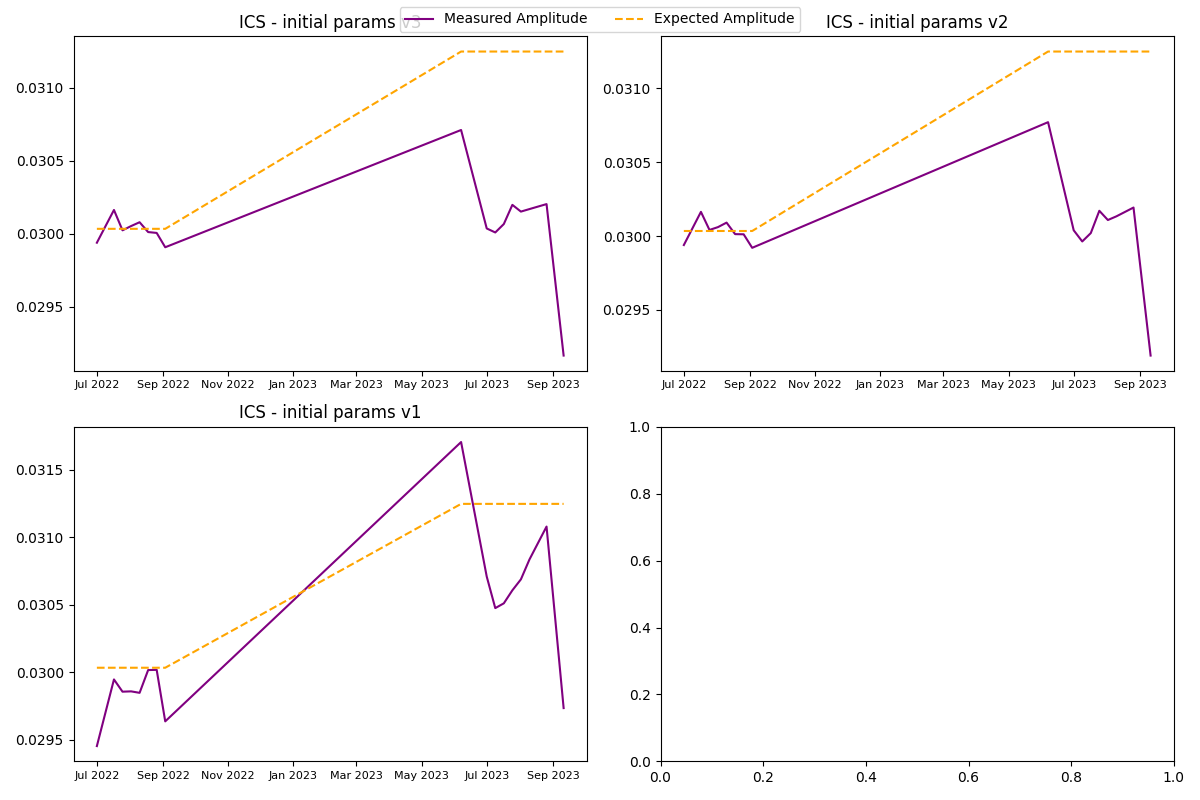 Measured Amplitude
Expected Amplitude
ICS - initial params v3
0.0310
0.0305
0.0300
0.0295
Jul 2022 Sep 2022 Nov 2022 Jan 2023 Mar 2023 May 2023 Jul 2023 Sep 2023
ICS - initial params v2
0.0310
0.0305
0.0300
0.0295
Jul 2022 Sep 2022 Nov 2022 Jan 2023 Mar 2023 May 2023 Jul 2023 Sep 2023
ICS - initial params v1
0.0315
0.0310
0.0305
0.0300
0.0295
Jul 2022 Sep 2022 Nov 2022 Jan 2023 Mar 2023 May 2023 Jul 2023 Sep 2023
1.0
0.8
0.6
0.4
0.2
0.0
0.0 0.2 0.4 0.6 0.8 1.0